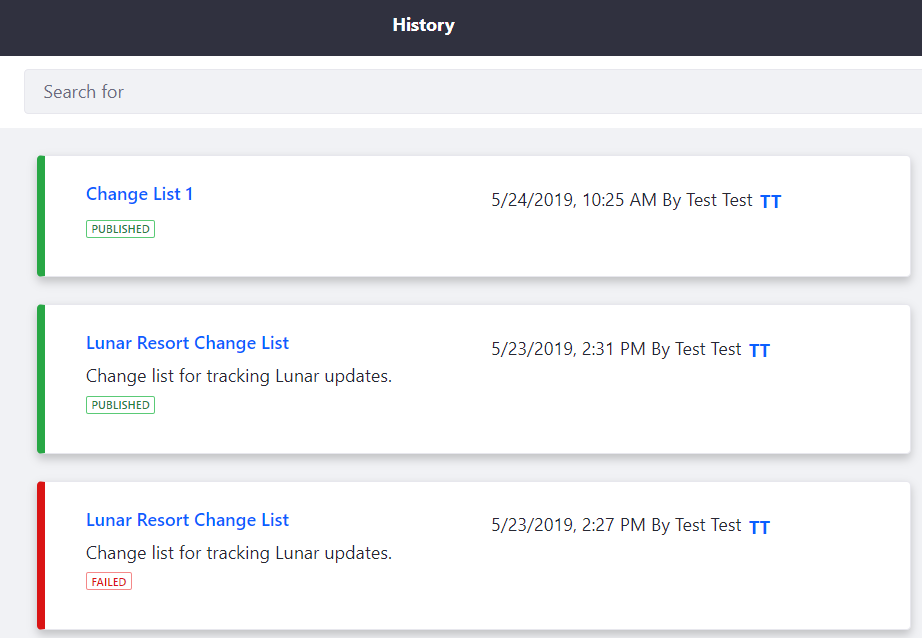 History
Search for
Change List 1
5/24/2019, 10:25 AM By Test Test TT
PUBLISHED
Lunar Resort Change List
5/23/2019, 2:31 PM By Test Test TT
Change list for tracking Lunar updates.
PUBLISHED
Lunar Resort Change List
5/23/2019, 2:27 PM By Test Test TT
Change list for tracking Lunar updates.
FAILED